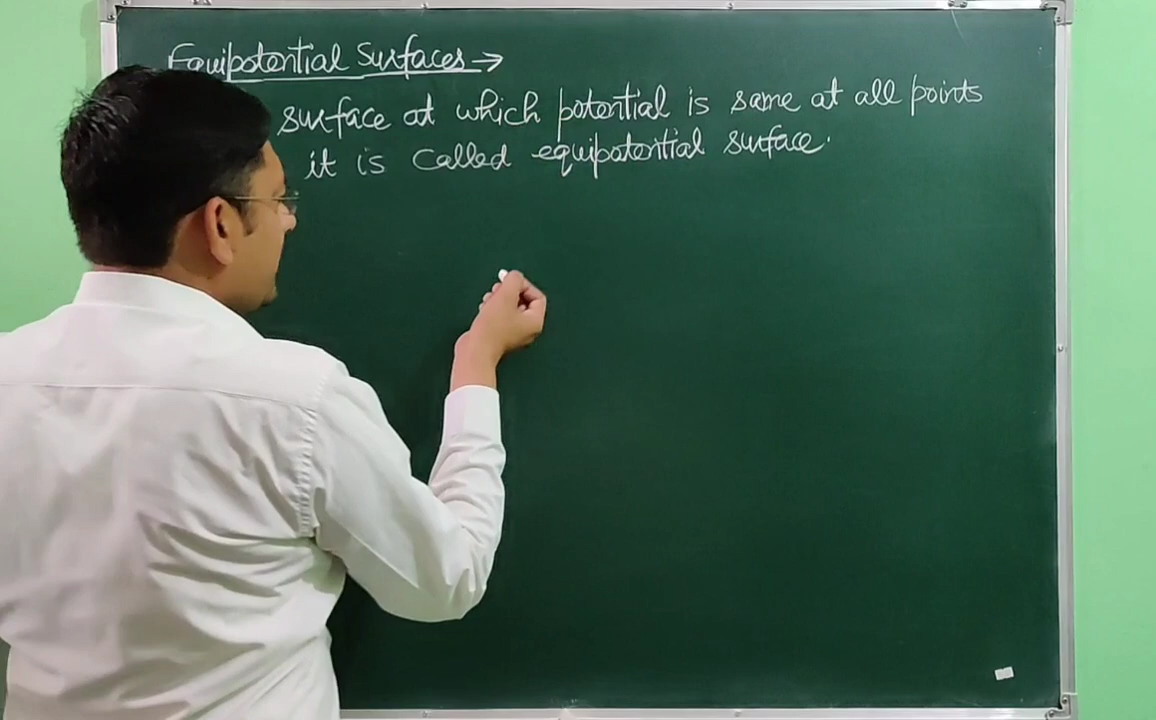 Equipotential Surfaces →
surface at which potential is same at all points
it is called equipotential surface.